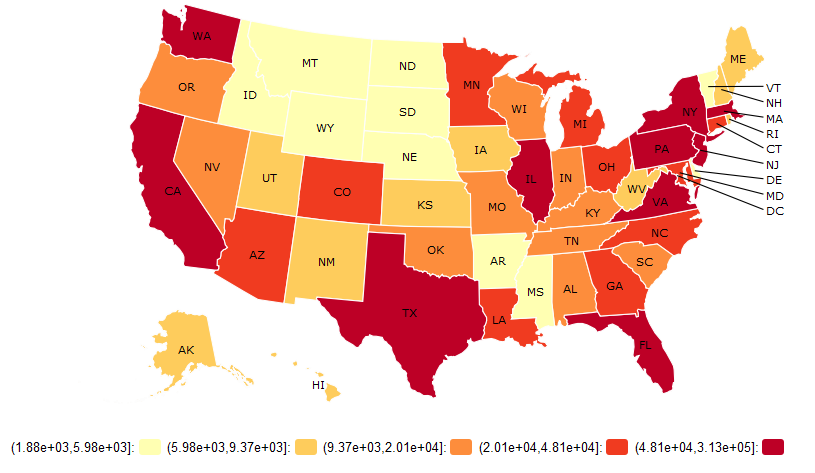 WA
MT
ND
MN
ME
OR
ID
SD
WI
MI
VT
NH
MA
NY
RI
WY
CT
NE
IA
PA
NJ
NV
UT
CO
IL
IN
OH
DE
MD
DC
CA
KS
MO
WV
VA
KY
AZ
NM
OK
TN
NC
AR
SC
TX
LA
MS
AL
GA
FL
AK
HI
(1.88e+03,5.98e+03]: (5.98e+03,9.37e+03]: (9.37e+03,2.01e+04]: (2.01e+04,4.81e+04]: (4.81e+04,3.13e+05]: